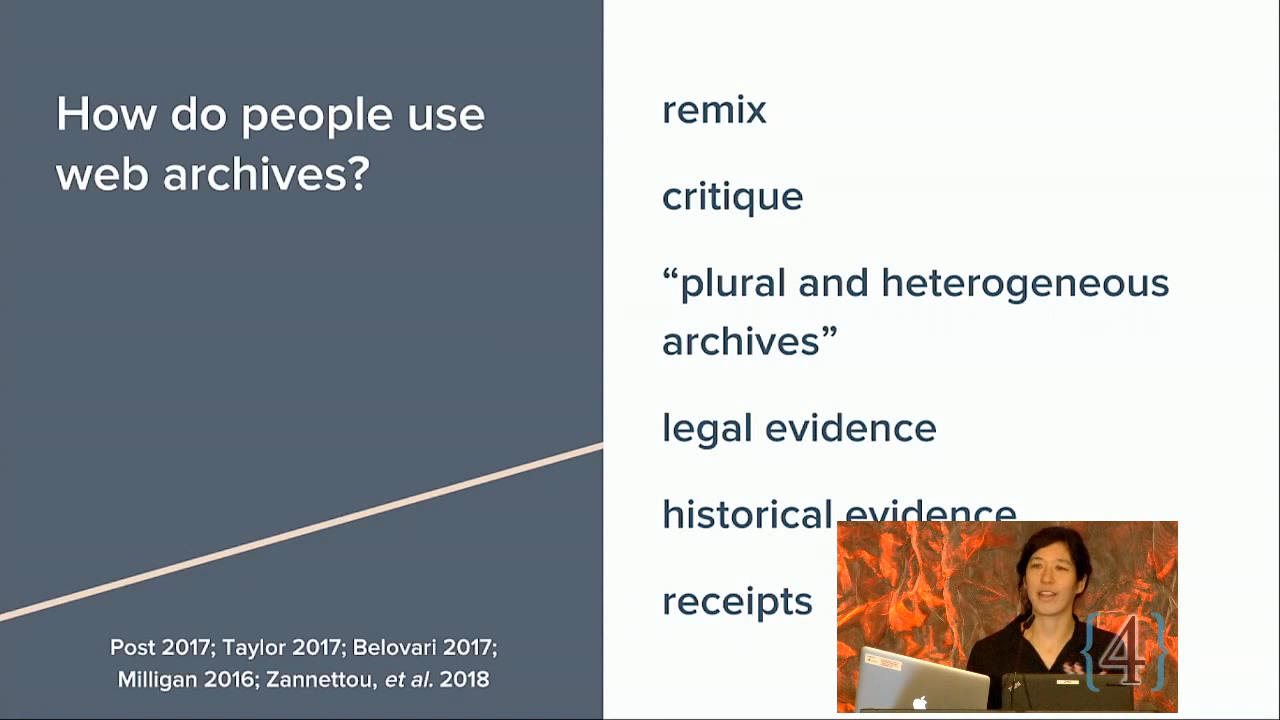 How do people use
web archives?
remix
critique
“plural and heterogeneous
archives”
legal evidence
historical evidence
receipts
Post 2017; Taylor 2017; Belovari 2017;
Milligan 2016; Zannettou, et al. 2018
{4}